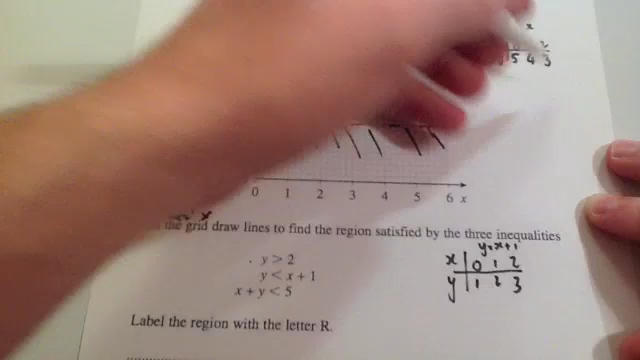 x
2
5 4 3
0 1 2 3 4 5 6 x
the grid draw lines to find the region satisfied by the three inequalities
y > 2
y < x + 1
x + y < 5
y=x+1
x 0 1 2
y 1 2 3
Label the region with the letter R.